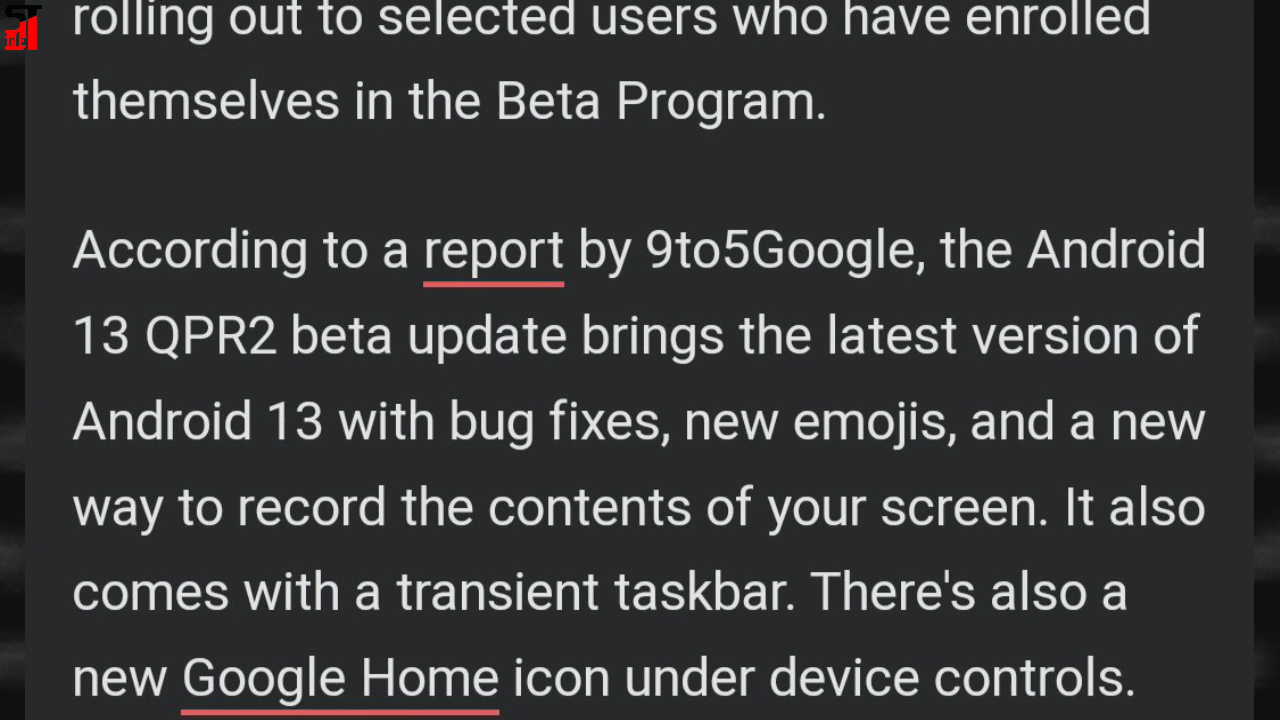 ST
info
rolling out to selected users who have enrolled
themselves in the Beta Program.
According to a report by 9to5Google, the Android
13 QPR2 beta update brings the latest version of
Android 13 with bug fixes, new emojis, and a new
way to record the contents of your screen. It also
comes with a transient taskbar. There's also a
new Google Home icon under device controls.